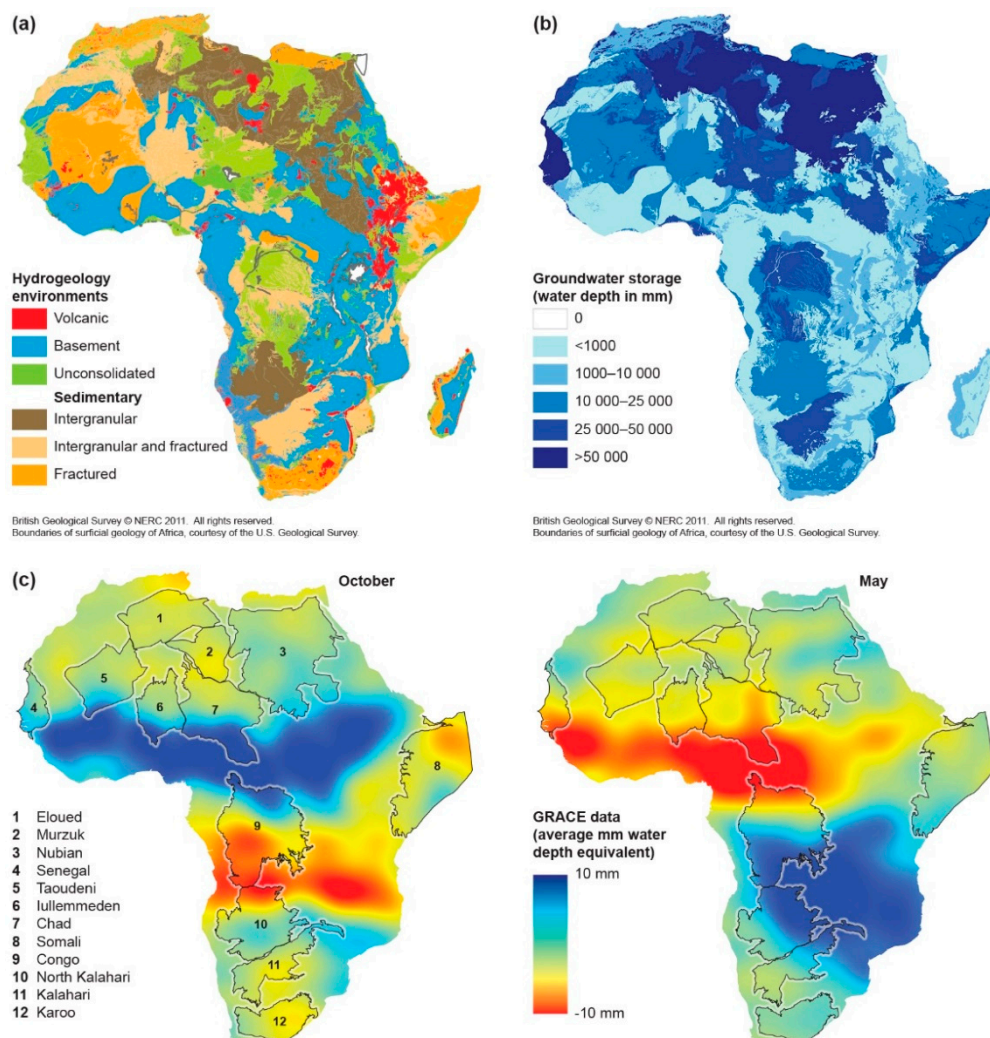 (a)
Hydrogeology
environments
Volcanic
Basement
Unconsolidated
Sedimentary
Intergranular
Intergranular and fractured
Fractured
British Geological Survey © NERC 2011. All rights reserved.
Boundaries of surficial geology of Africa, courtesy of the U.S. Geological Survey.
(b)
Groundwater storage
(water depth in mm)
0
<1000
1000–10 000
10 000–25 000
25 000–50 000
>50 000
British Geological Survey © NERC 2011. All rights reserved.
Boundaries of surficial geology of Africa, courtesy of the U.S. Geological Survey.
(c)
October
1
2
3
4
5
6
7
8
9
10
11
12
1 Eloued
2 Murzuk
3 Nubian
4 Senegal
5 Taoudeni
6 Iullemmeden
7 Chad
8 Somali
9 Congo
10 North Kalahari
11 Kalahari
12 Karoo
May
GRACE data
(average mm water
depth equivalent)
10 mm
-10 mm